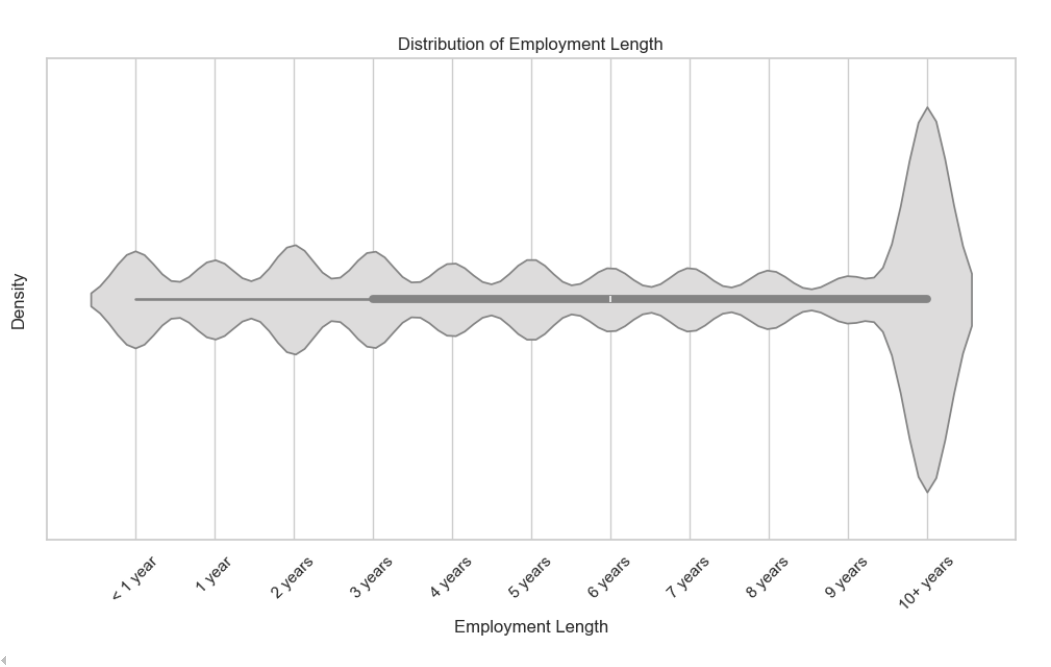 Distribution of Employment Length
Density
< 1 year
1 year
2 years
3 years
4 years
5 years
6 years
7 years
8 years
9 years
10+ years
Employment Length